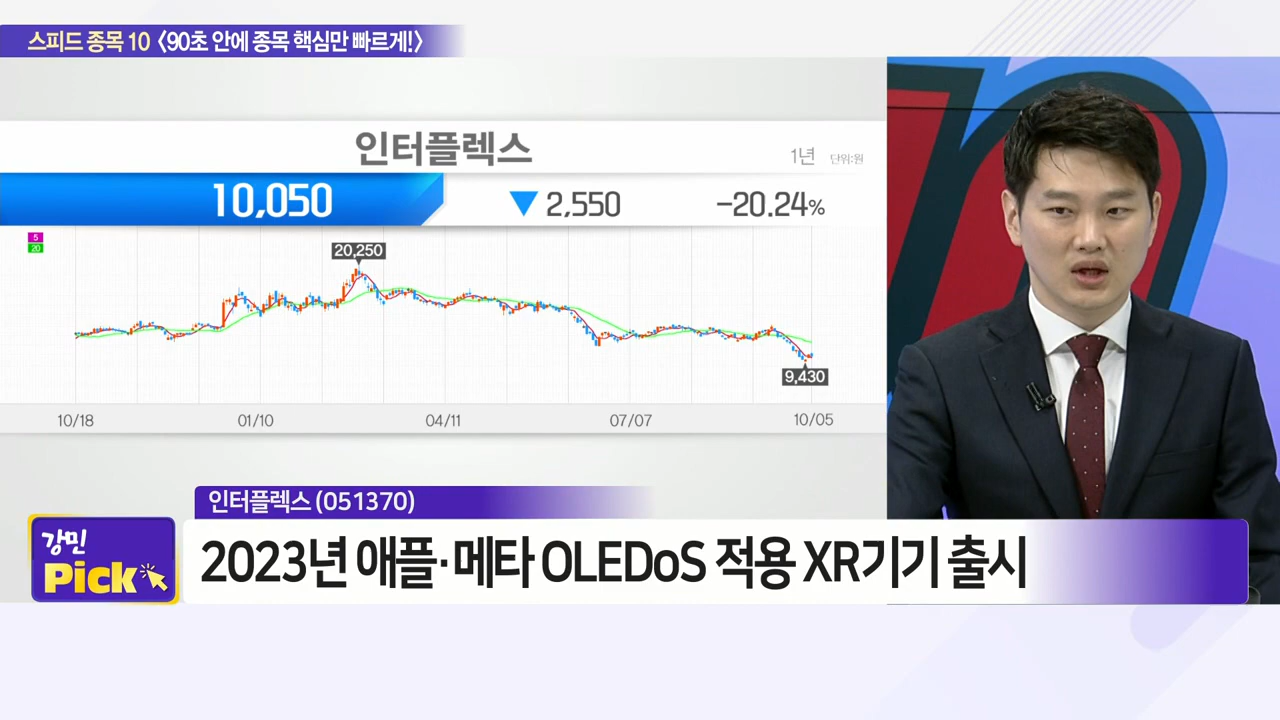 스피드 종목 10 <90초 안에 종목 핵심만 빠르게!>
인터플렉스
1년 단위:원
10,050 ▼ 2,550 -20.24%
5
20
20,250
9,430
10/18 01/10 04/11 07/07 10/05
인터플렉스 (051370)
강민
Pick
2023년 애플·메타 OLEDoS 적용 XR기기 출시